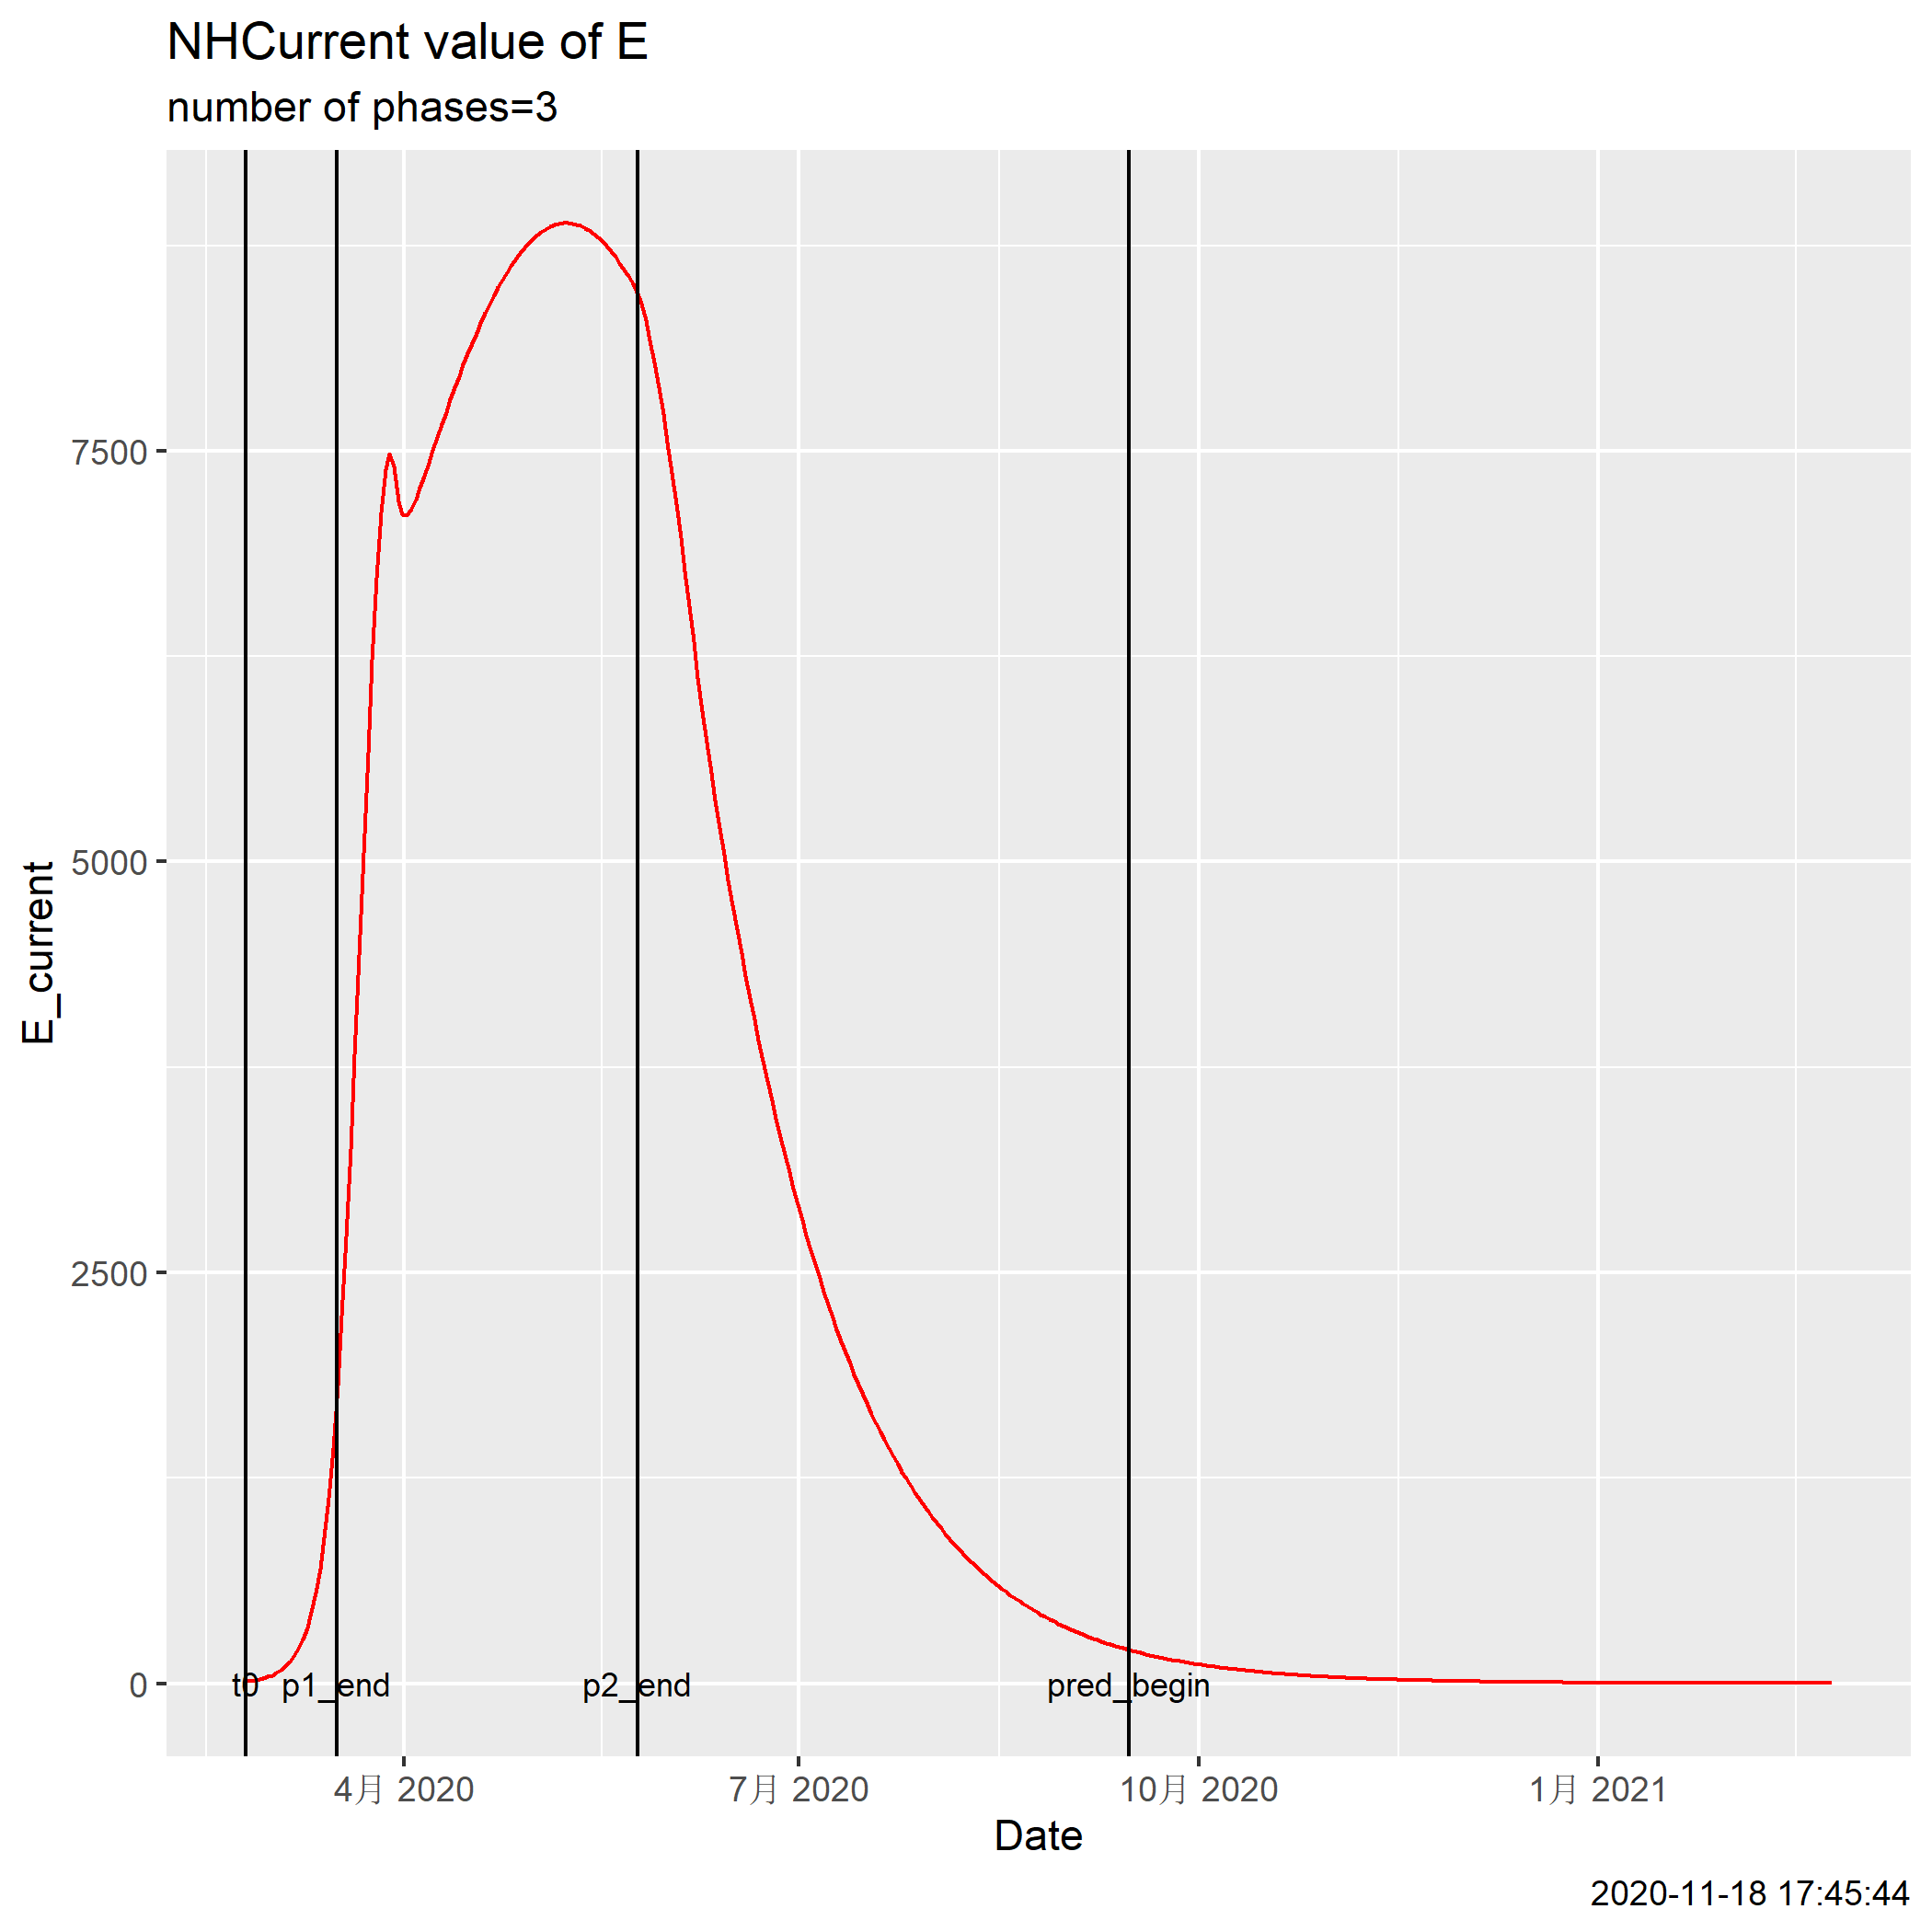 NHCurrent value of E
number of phases=3
E_current
7500
5000
2500
0
t0 p1_end p2_end pred_begin
4月 2020 7月 2020 10月 2020 1月 2021
Date
2020-11-18 17:45:44